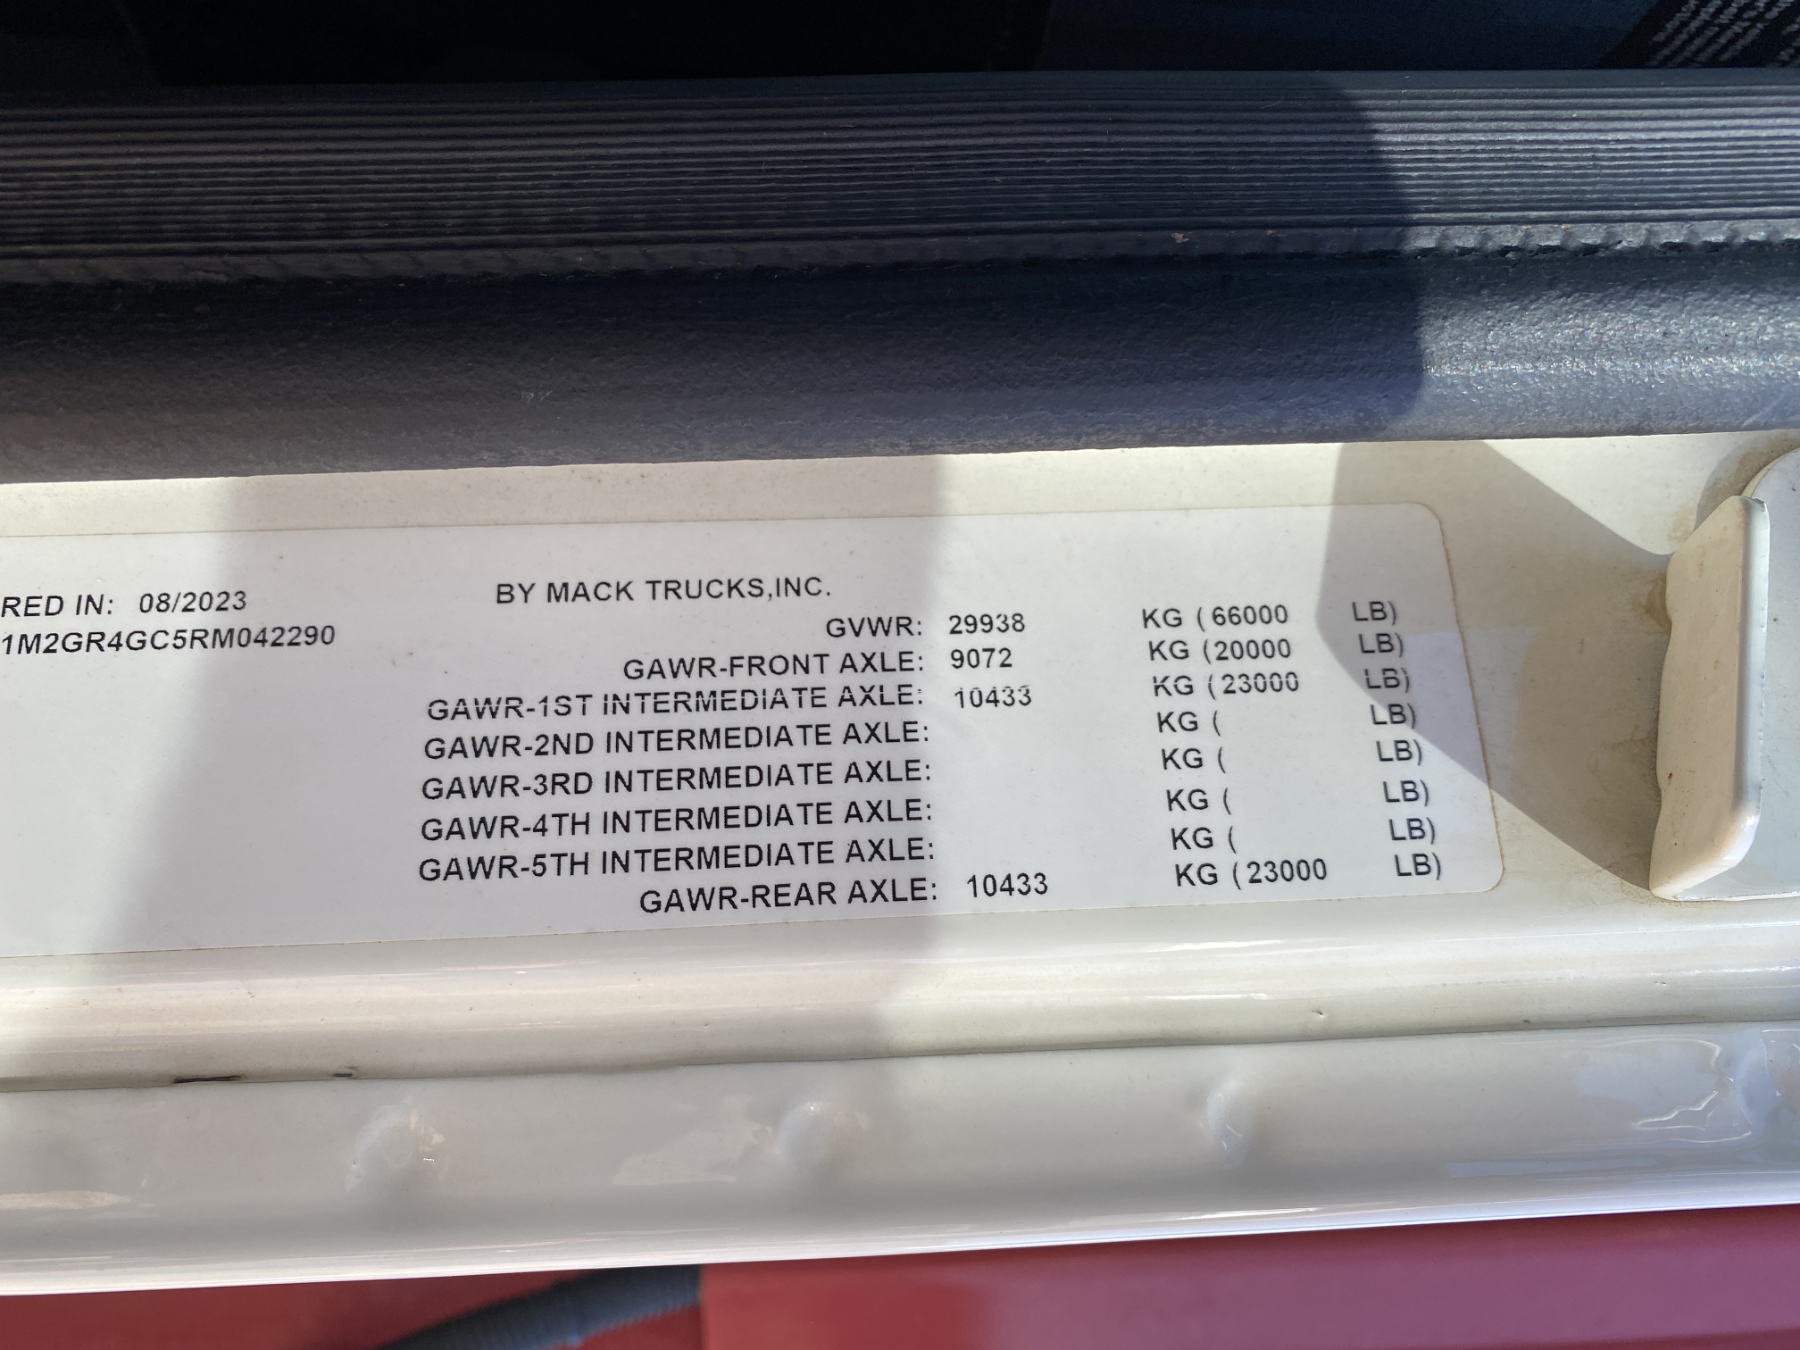 RED IN: 08/2023 BY MACK TRUCKS,INC.
1M2GR4GC5RM042290
GVWR: 29938 KG (66000 LB)
GAWR-FRONT AXLE: 9072 KG (20000 LB)
GAWR-1ST INTERMEDIATE AXLE: 10433 KG (23000 LB)
GAWR-2ND INTERMEDIATE AXLE: KG ( LB)
GAWR-3RD INTERMEDIATE AXLE: KG ( LB)
GAWR-4TH INTERMEDIATE AXLE: KG ( LB)
GAWR-5TH INTERMEDIATE AXLE: KG ( LB)
GAWR-REAR AXLE: 10433 KG (23000 LB)